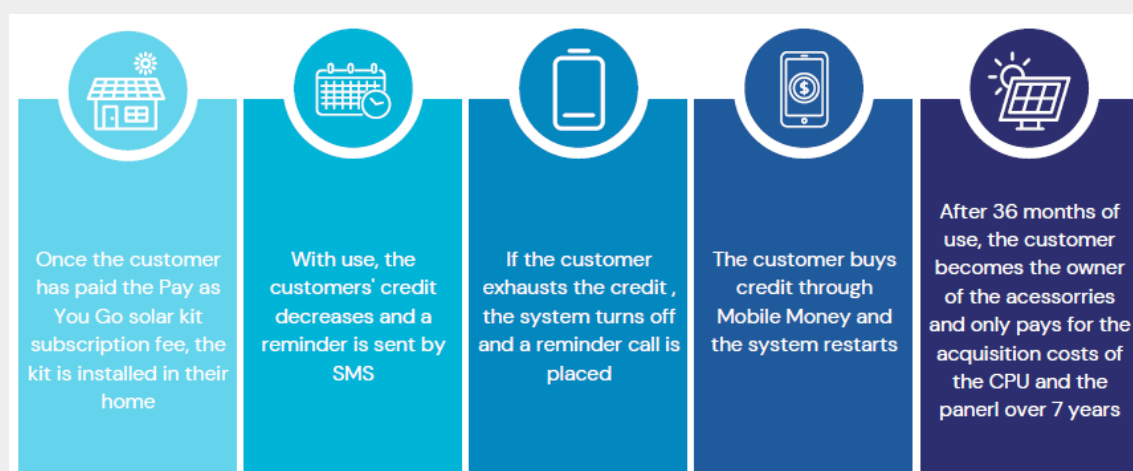 Once the customer
has paid the Pay as
You Go solar kit
subscription fee, the
kit is installed in their
home
With use, the
customers' credit
decreases and a
reminder is sent by
SMS
If the customer
exhausts the credit ,
the system turns off
and a reminder call is
placed
$
The customer buys
credit through
Mobile Money and
the system restarts
After 36 months of
use, the customer
becomes the owner
of the acessorries
and only pays for the
acquisition costs of
the CPU and the
panerl over 7 years